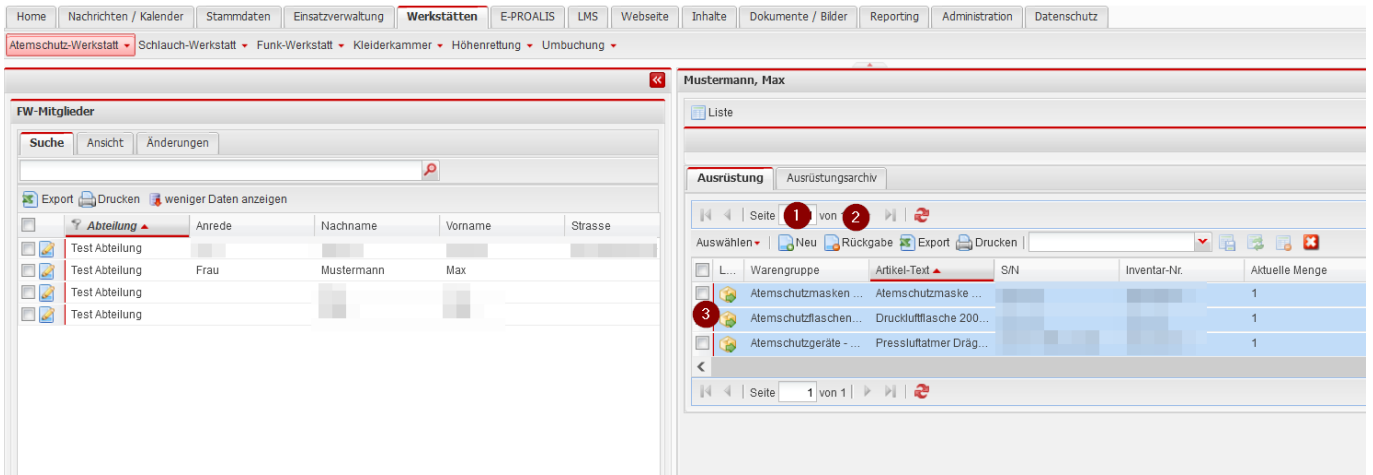 Home Nachrichten / Kalender Stammdaten Einsatzverwaltung Werkstätten E-PROALIS LMS Webseite Inhalte Dokumente / Bilder Reporting Administration Datenschutz
Atemschutz-Werkstatt Schlauch-Werkstatt Funk-Werkstatt Kleiderkammer Höhenrettung Umbuchung
FW-Mitglieder
Suche Ansicht Änderungen
Export Drucken weniger Daten anzeigen
Abteilung Anrede Nachname Vorname Strasse
Test Abteilung
Test Abteilung Frau Mustermann Max
Test Abteilung
Test Abteilung
Mustermann, Max
Liste
Ausrüstung Ausrüstungsarchiv
Seite 1 von 2
Auswählen Neu Rückgabe Export Drucken
L... Warengruppe Artikel-Text S/N Inventar-Nr. Aktuelle Menge
Atemschutzmasken ... Atemschutzmaske ... 1
3 Atemschutzflaschen... Druckluftflasche 200... 1
Atemschutzgeräte - ... Pressluftatmer Dräg... 1
Seite 1 von 1